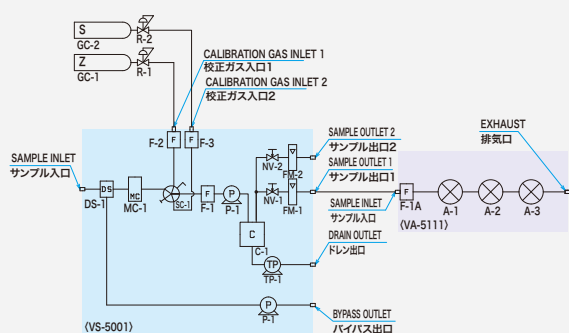 S
GC-2
R-2
Z
GC-1
R-1
CALIBRATION GAS INLET 1
校正ガス入口1
CALIBRATION GAS INLET 2
校正ガス入口2
F
F-2
F
F-3
SAMPLE INLET
サンプル入口
DS
DS-1
MC
MC-1
SC-1
F
F-1
P
P-1
NV-2
FM-2
NV-1
FM-1
C
C-1
TP
TP-1
P
P-1
SAMPLE OUTLET 2
サンプル出口2
SAMPLE OUTLET 1
サンプル出口1
DRAIN OUTLET
ドレン出口
BYPASS OUTLET
バイパス出口
〈VS-5001〉
SAMPLE INLET
サンプル入口
F
F-1A
A-1
A-2
A-3
〈VA-5111〉
EXHAUST
排気口